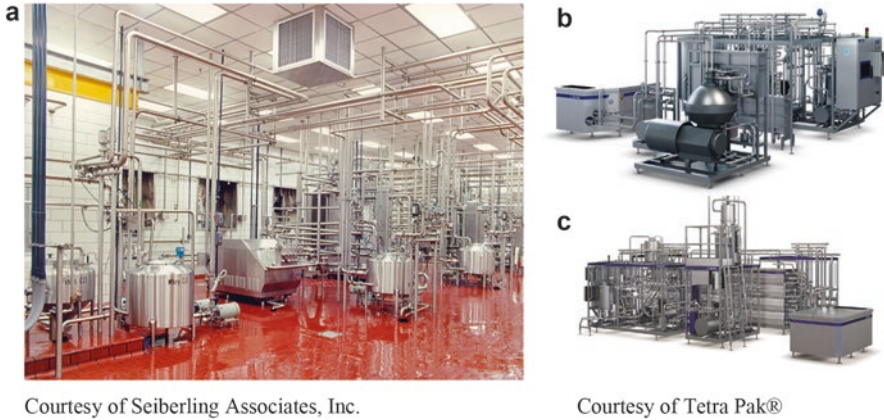 a
b
c
Courtesy of Seiberling Associates, Inc.
Courtesy of Tetra Pak®